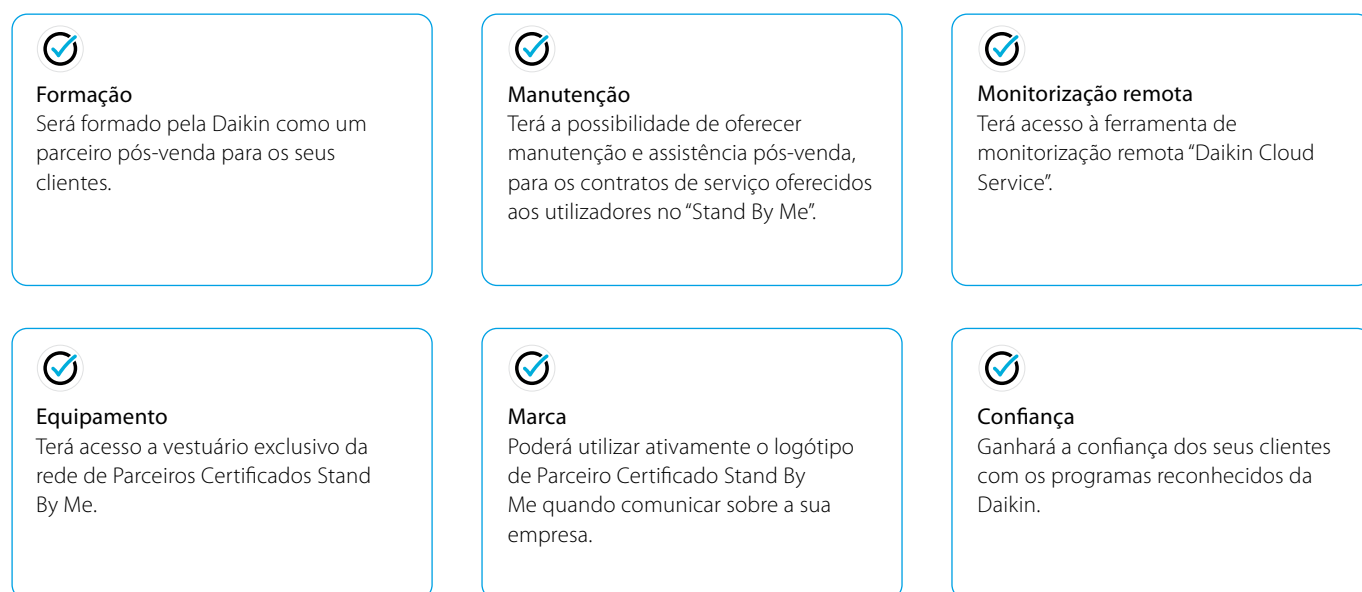 Formação
Será formado pela Daikin como um
parceiro pós-venda para os seus
clientes.
Manutenção
Terá a possibilidade de oferecer
manutenção e assistência pós-venda,
para os contratos de serviço oferecidos
aos utilizadores no “Stand By Me”.
Monitorização remota
Terá acesso à ferramenta de
monitorização remota “Daikin Cloud
Service”.
Equipamento
Terá acesso a vestuário exclusivo da
rede de Parceiros Certificados Stand
By Me.
Marca
Poderá utilizar ativamente o logótipo
de Parceiro Certificado Stand By
Me quando comunicar sobre a sua
empresa.
Confiança
Ganhará a confiança dos seus clientes
com os programas reconhecidos da
Daikin.